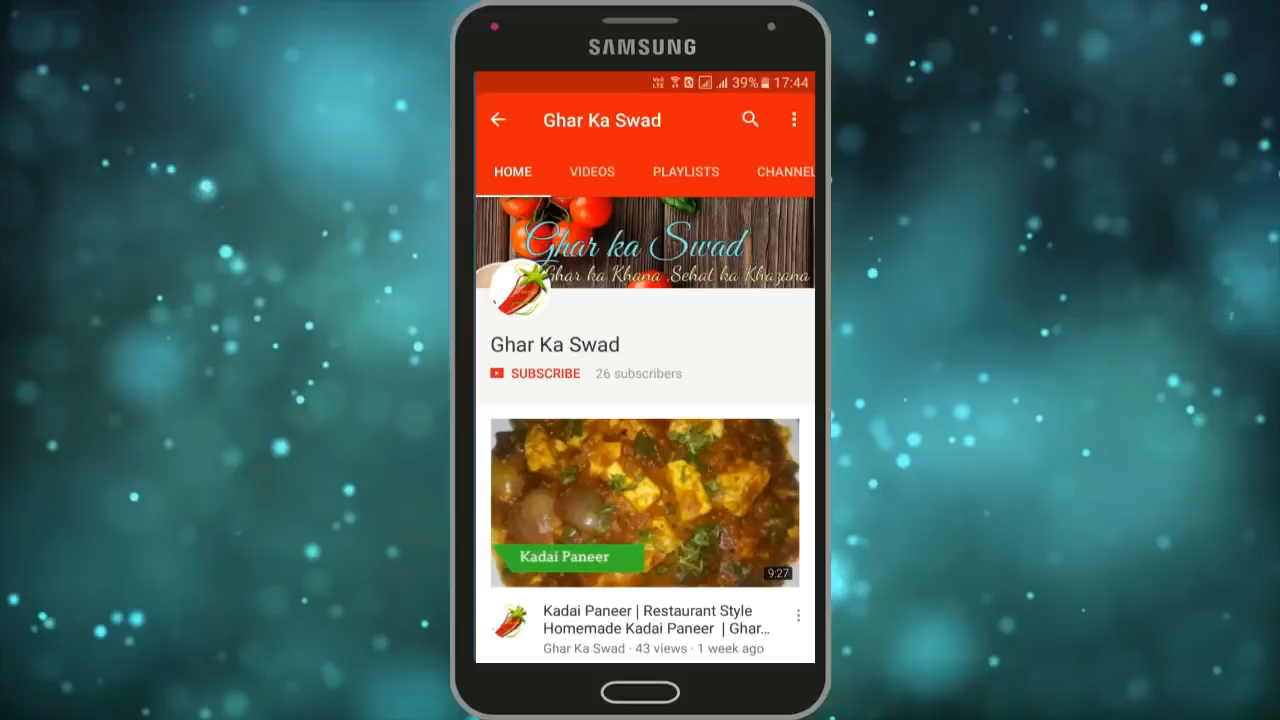 SAMSUNG
VoLTE 39% 17:44
Ghar Ka Swad
HOME VIDEOS PLAYLISTS CHANNEL
Ghar ka Swad
Ghar ka Khana Sehat ka Khazana
Ghar Ka Swad
SUBSCRIBE 26 subscribers
Kadai Paneer
9:27
Kadai Paneer | Restaurant Style
Homemade Kadai Paneer | Ghar...
Ghar Ka Swad · 43 views · 1 week ago